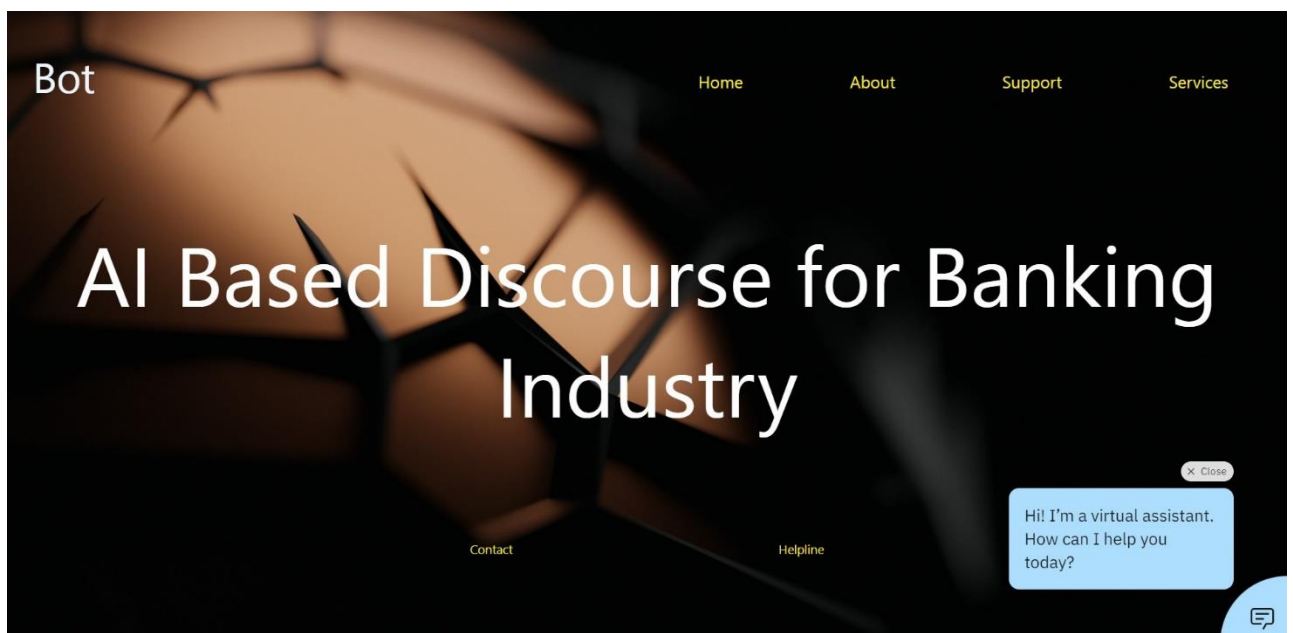 Bot
Home About Support Services
AI Based Discourse for Banking
Industry
× Close
Hi! I'm a virtual assistant.
How can I help you
today?
Contact Helpline